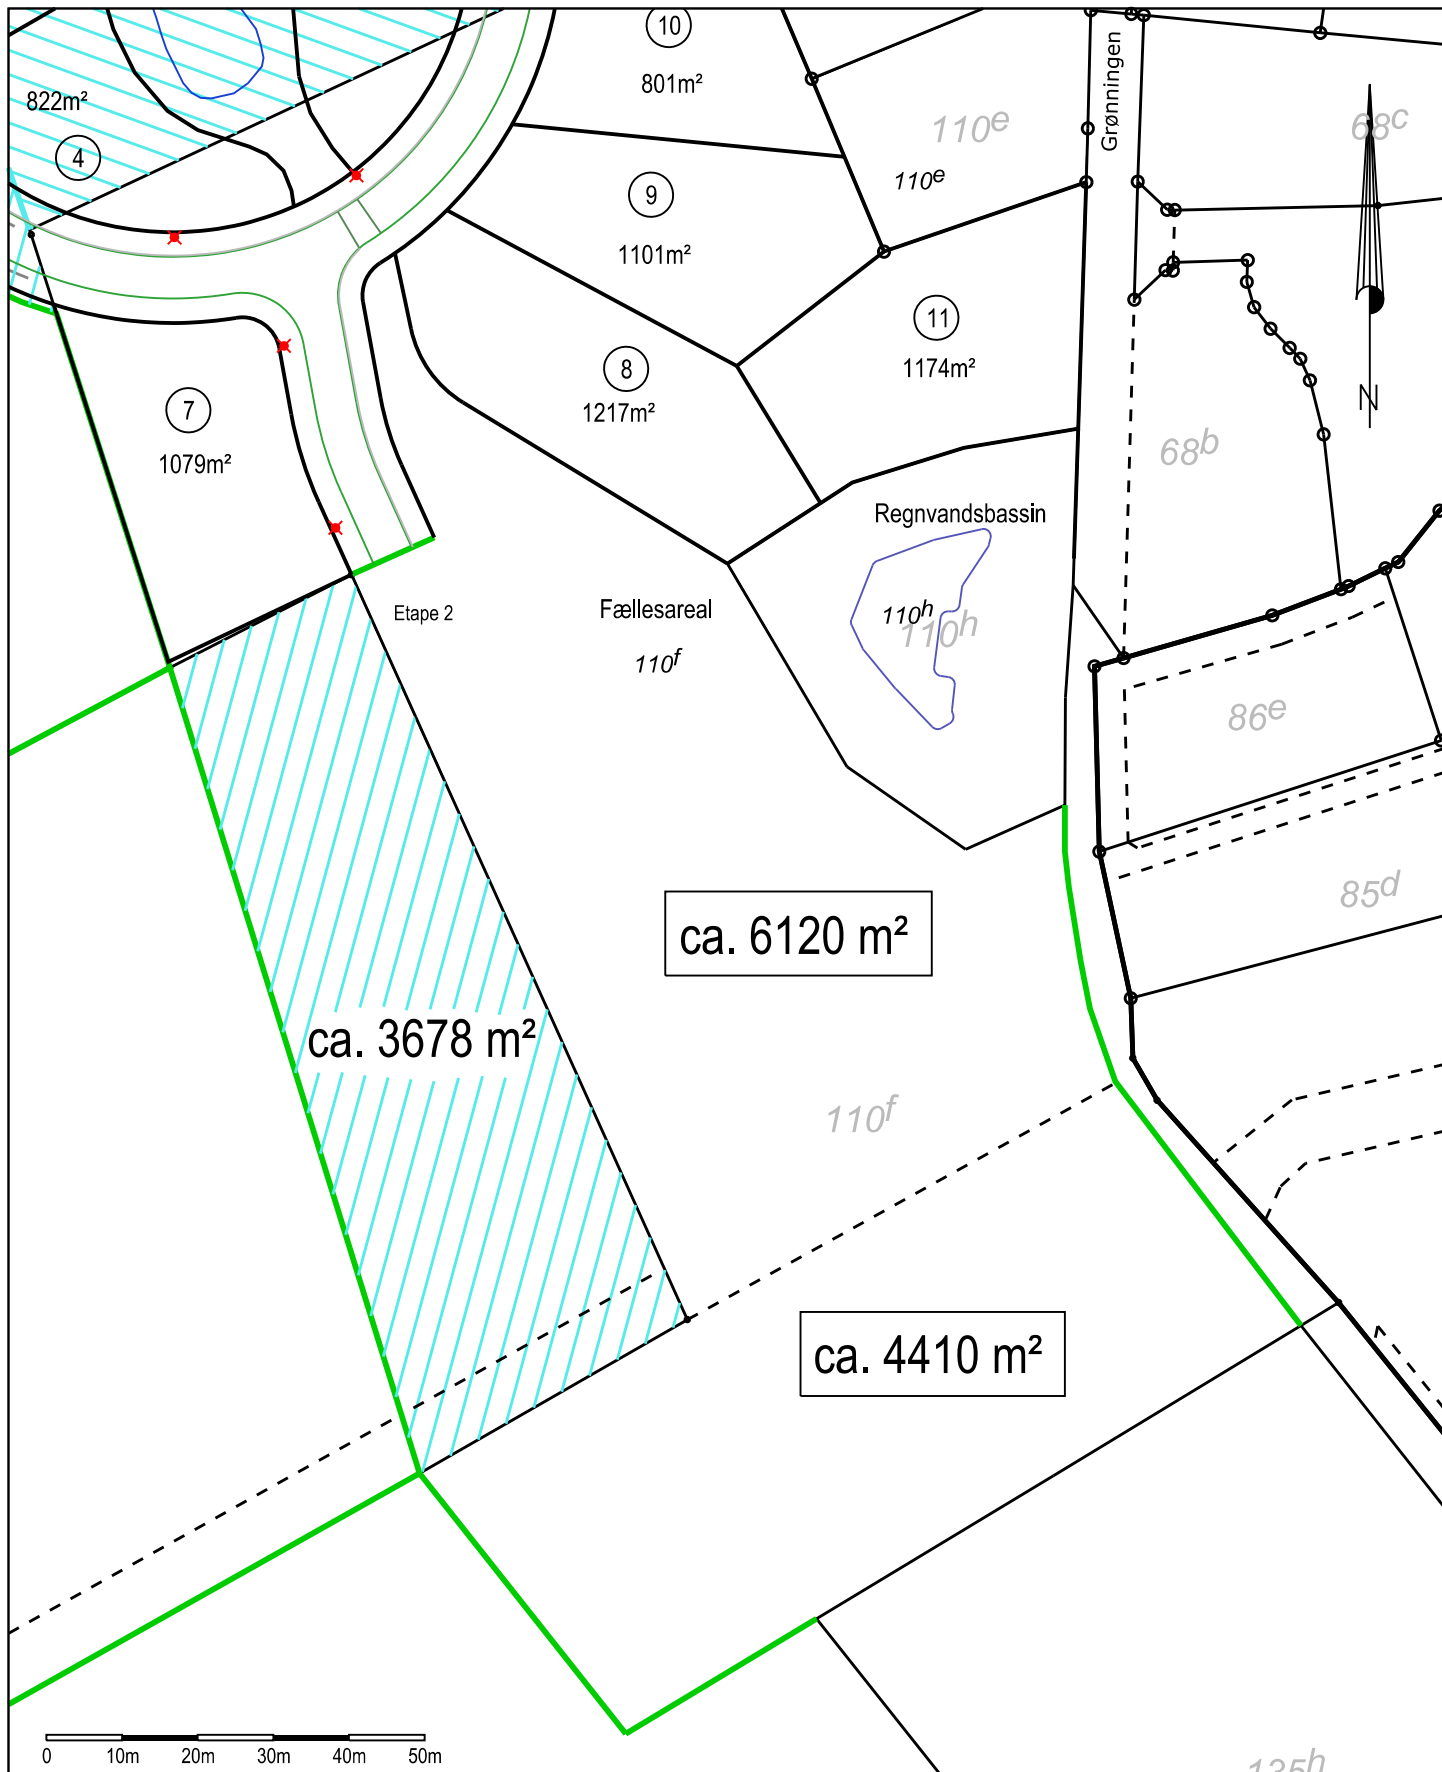 10
801m²
Grønningen
822m²
4
110e
68c
110e
9
1101m²
11
1174m²
8
1217m²
7
1079m²
N
68b
Regnvandsbassin
Etape 2
Fællesareal
110h
110h
110f
86e
85d
ca. 6120 m²
ca. 3678 m²
110f
ca. 4410 m²
0 10m 20m 30m 40m 50m
135h